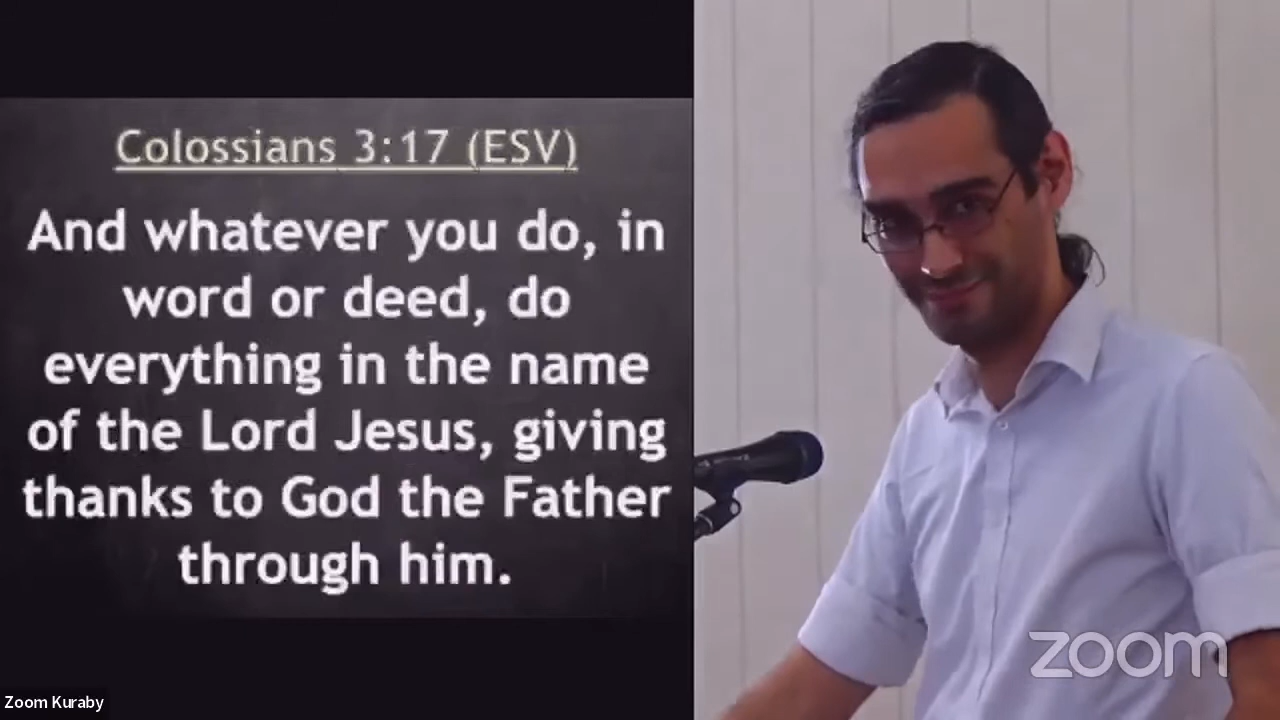 Colossians 3:17 (ESV)
And whatever you do, in
word or deed, do
everything in the name
of the Lord Jesus, giving
thanks to God the Father
through him.
zoom
Zoom Kuraby